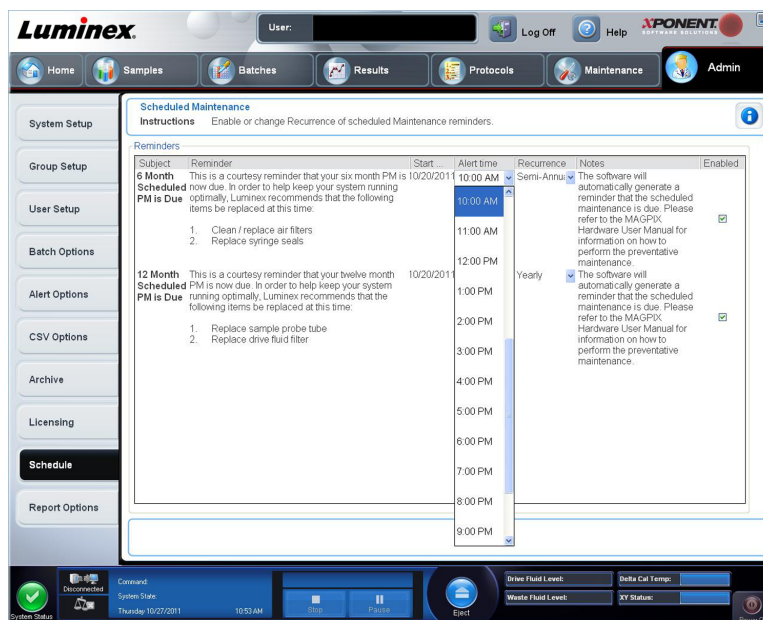 Luminex.
User:
Log Off
Help
XPONENT.
SOFTWARE SOLUTIONS
Home
Samples
Batches
Results
Protocols
Maintenance
Admin
System Setup
Group Setup
User Setup
Batch Options
Alert Options
CSV Options
Archive
Licensing
Schedule
Report Options
Scheduled Maintenance
Instructions Enable or change Recurrence of scheduled Maintenance reminders.
Reminders
Subject Reminder Start ... Alert time Recurrence Notes Enabled
6 Month
Scheduled
PM is Due
This is a courtesy reminder that your six month PM is
now due. In order to help keep your system running
optimally, Luminex recommends that the following
items be replaced at this time:
1. Clean / replace air filters
2. Replace syringe seals
10/20/2011
10:00 AM
Semi-Annua
The software will
automatically generate a
reminder that the scheduled
maintenance is due. Please
refer to the MAGPIX
Hardware User Manual for
information on how to
perform the preventative
maintenance.
12 Month
Scheduled
PM is Due
This is a courtesy reminder that your twelve month
PM is now due. In order to help keep your system
running optimally, Luminex recommends that the
following items be replaced at this time:
1. Replace sample probe tube
2. Replace drive fluid filter
10/20/2011
Yearly
The software will
automatically generate a
reminder that the scheduled
maintenance is due. Please
refer to the MAGPIX
Hardware User Manual for
information on how to
perform the preventative
maintenance.
10:00 AM
11:00 AM
12:00 PM
1:00 PM
2:00 PM
3:00 PM
4:00 PM
5:00 PM
6:00 PM
7:00 PM
8:00 PM
9:00 PM
System Status
Disconnected
Command:
System State:
Thursday 10/27/2011 10:53 AM
Stop
Pause
Eject
Drive Fluid Level:
Waste Fluid Level:
Delta Cal Temp:
XY Status: